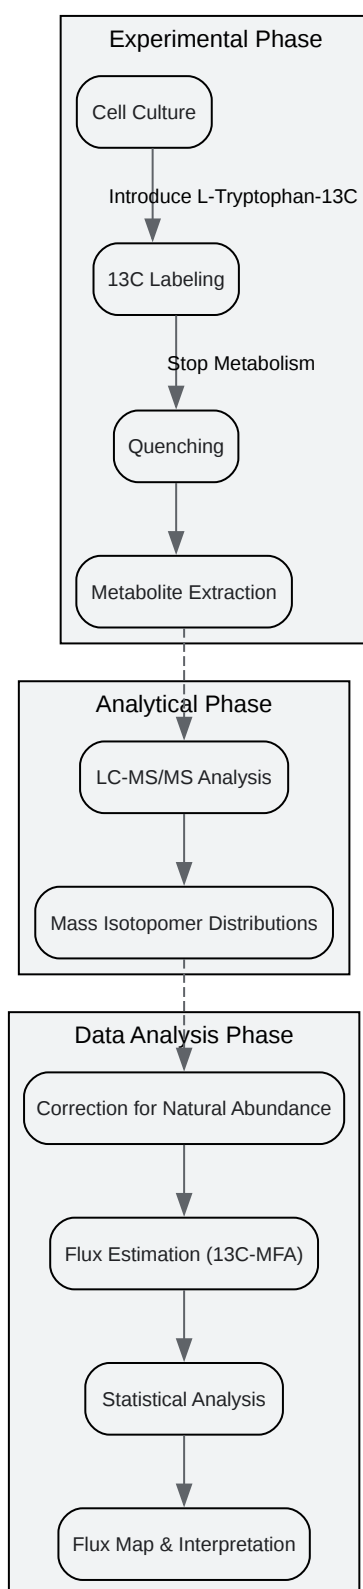 Experimental Phase
Cell Culture
Introduce L-Tryptophan-13C
13C Labeling
Stop Metabolism
Quenching
Metabolite Extraction
Analytical Phase
LC-MS/MS Analysis
Mass Isotopomer Distributions
Data Analysis Phase
Correction for Natural Abundance
Flux Estimation (13C-MFA)
Statistical Analysis
Flux Map & Interpretation